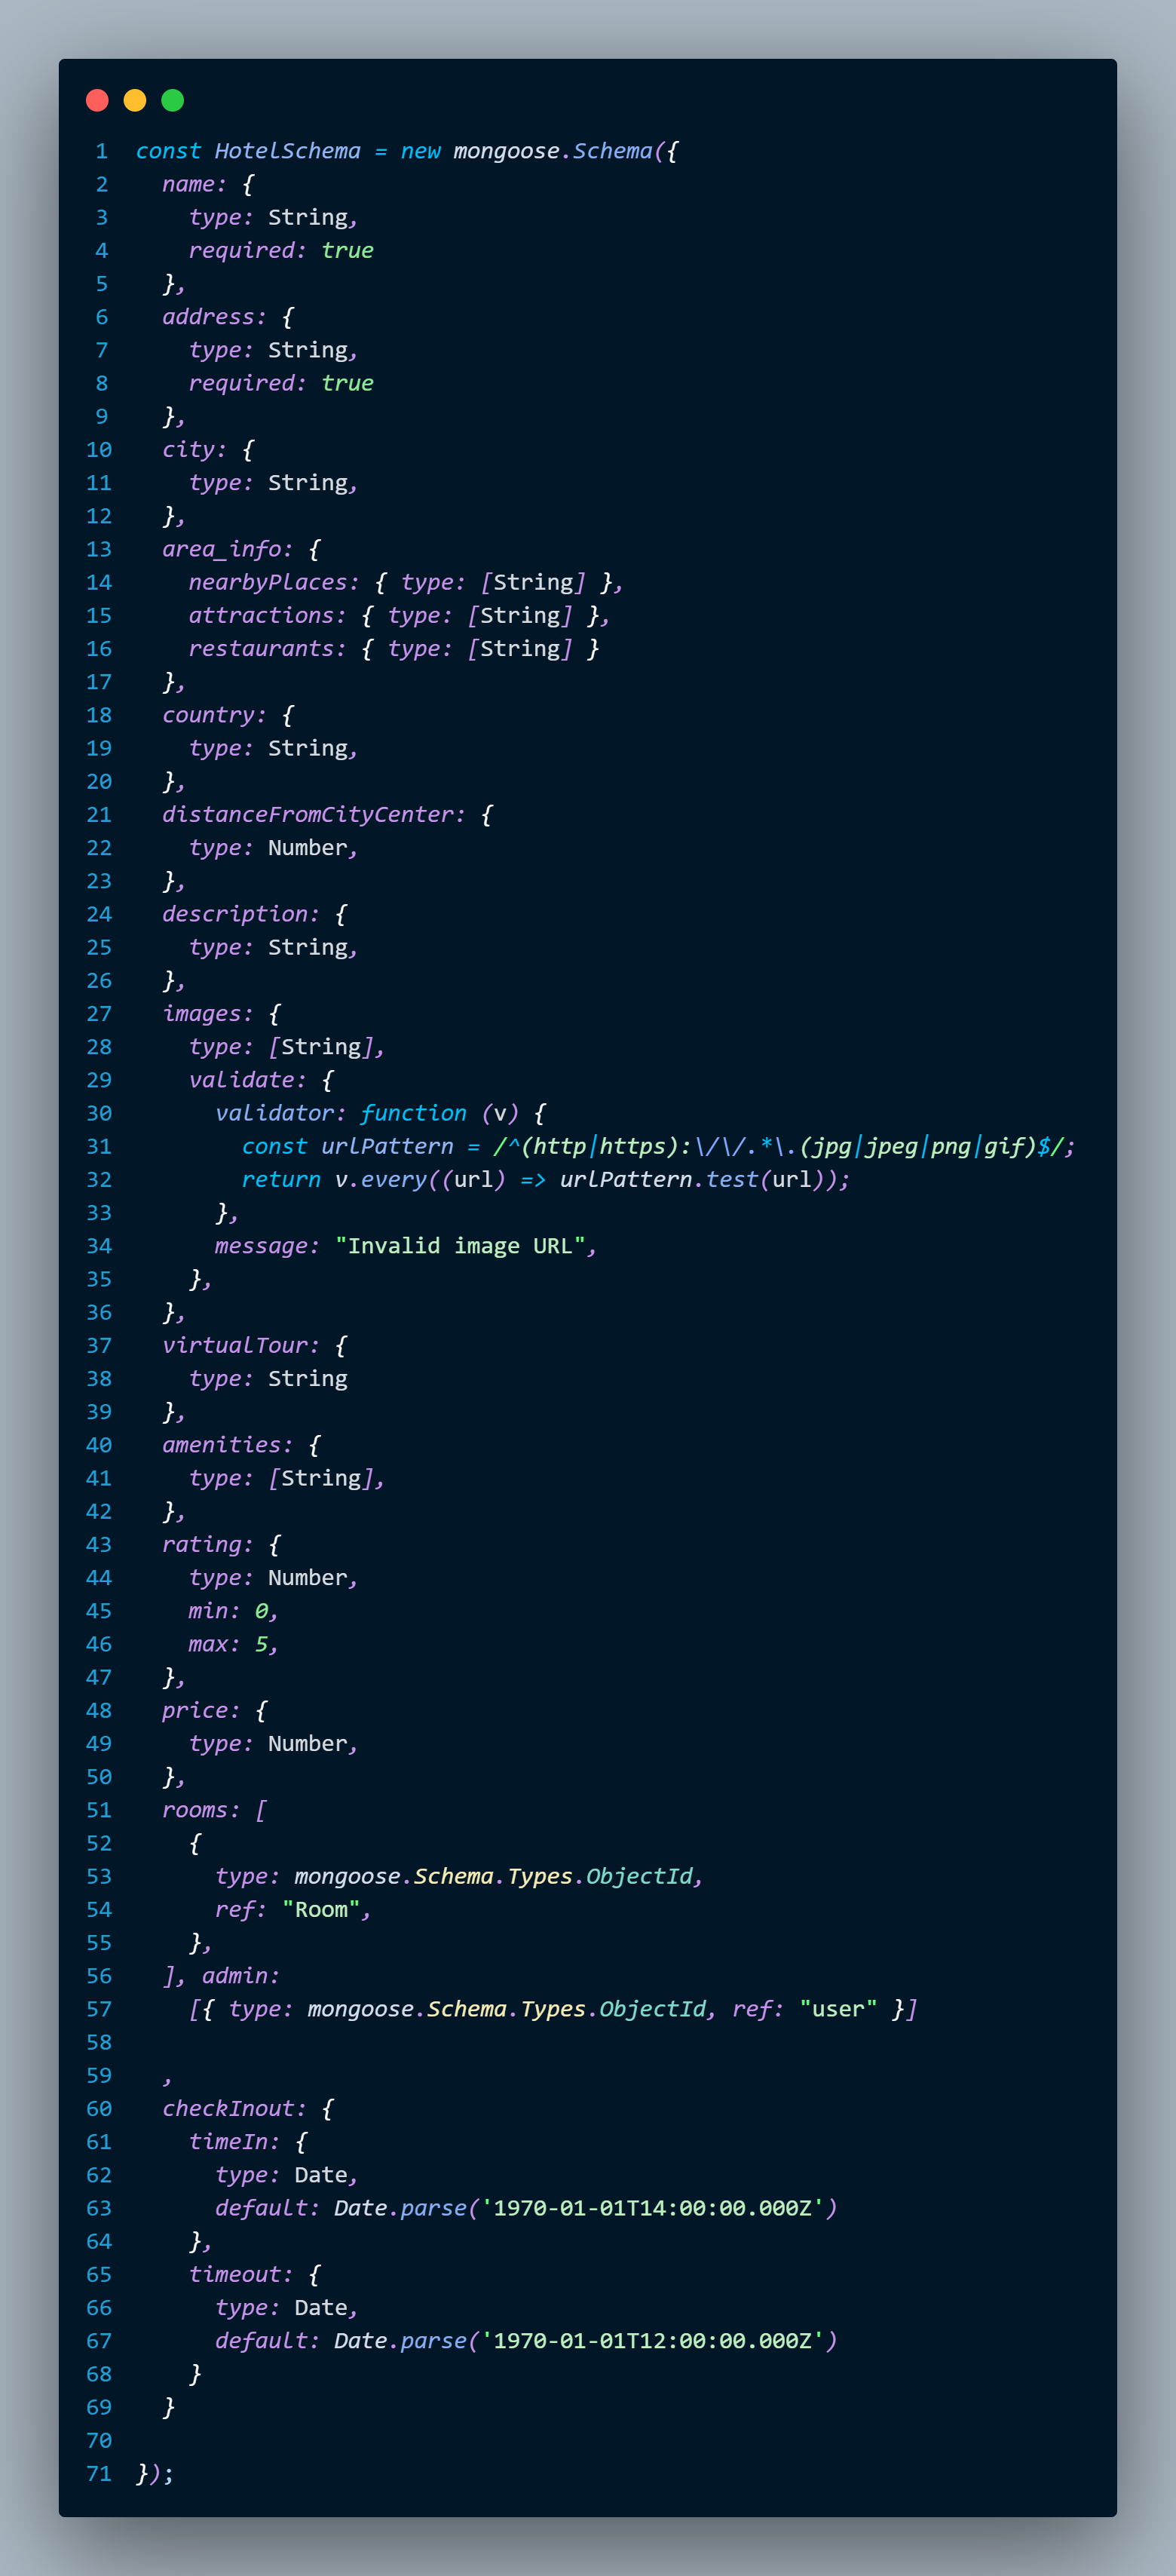 1 const HotelSchema = new mongoose.Schema({
2   name: {
3     type: String,
4     required: true
5   },
6   address: {
7     type: String,
8     required: true
9   },
10   city: {
11     type: String,
12   },
13   area_info: {
14     nearbyPlaces: { type: [String] },
15     attractions: { type: [String] },
16     restaurants: { type: [String] }
17   },
18   country: {
19     type: String,
20   },
21   distanceFromCityCenter: {
22     type: Number,
23   },
24   description: {
25     type: String,
26   },
27   images: {
28     type: [String],
29     validate: {
30       validator: function (v) {
31         const urlPattern = /^(http|https):\/\/.*\.(jpg|jpeg|png|gif)$/;
32         return v.every((url) => urlPattern.test(url));
33       },
34       message: "Invalid image URL",
35     },
36   },
37   virtualTour: {
38     type: String
39   },
40   amenities: {
41     type: [String],
42   },
43   rating: {
44     type: Number,
45     min: 0,
46     max: 5,
47   },
48   price: {
49     type: Number,
50   },
51   rooms: [
52     {
53       type: mongoose.Schema.Types.ObjectId,
54       ref: "Room",
55     },
56   ], admin:
57     [{ type: mongoose.Schema.Types.ObjectId, ref: "user" }]
58
59   ,
60   checkInout: {
61     timeIn: {
62       type: Date,
63       default: Date.parse('1970-01-01T14:00:00.000Z')
64     },
65     timeout: {
66       type: Date,
67       default: Date.parse('1970-01-01T12:00:00.000Z')
68     }
69   }
70
71 });